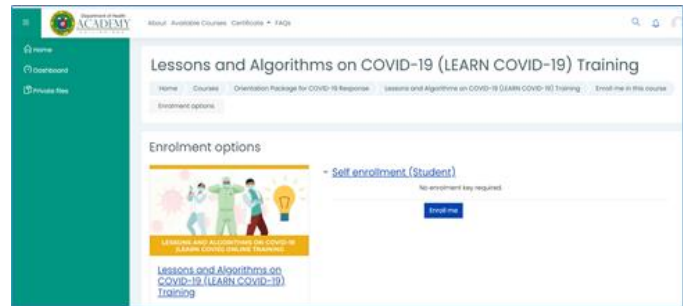 Department of Health
ACADEMY
About Available Courses Certificate FAQs
Home
Dashboard
Private files
Lessons and Algorithms on COVID-19 (LEARN COVID-19) Training
Home Courses Orientation Package for COVID-19 Response Lessons and Algorithms on COVID-19 (LEARN COVID-19) Training Enroll me in this course
Enrolment options
Enrolment options
Self enrollment (Student)
No enrolment key required.
Enroll me
LESSONS AND ALGORITHMS ON COVID-19
(LEARN COVID) ONLINE TRAINING
Lessons and Algorithms on
COVID-19 (LEARN COVID-19)
Training